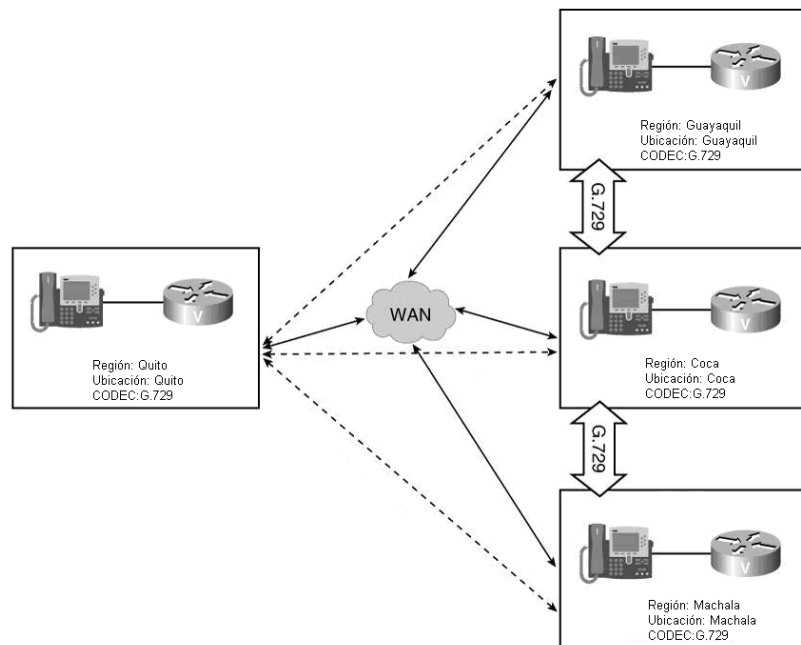 V
Región: Guayaquil
Ubicación: Guayaquil
CODEC:G.729
G.729
V
Región: Quito
Ubicación: Quito
CODEC:G.729
WAN
V
Región: Coca
Ubicación: Coca
CODEC:G.729
G.729
V
Región: Machala
Ubicación: Machala
CODEC:G.729